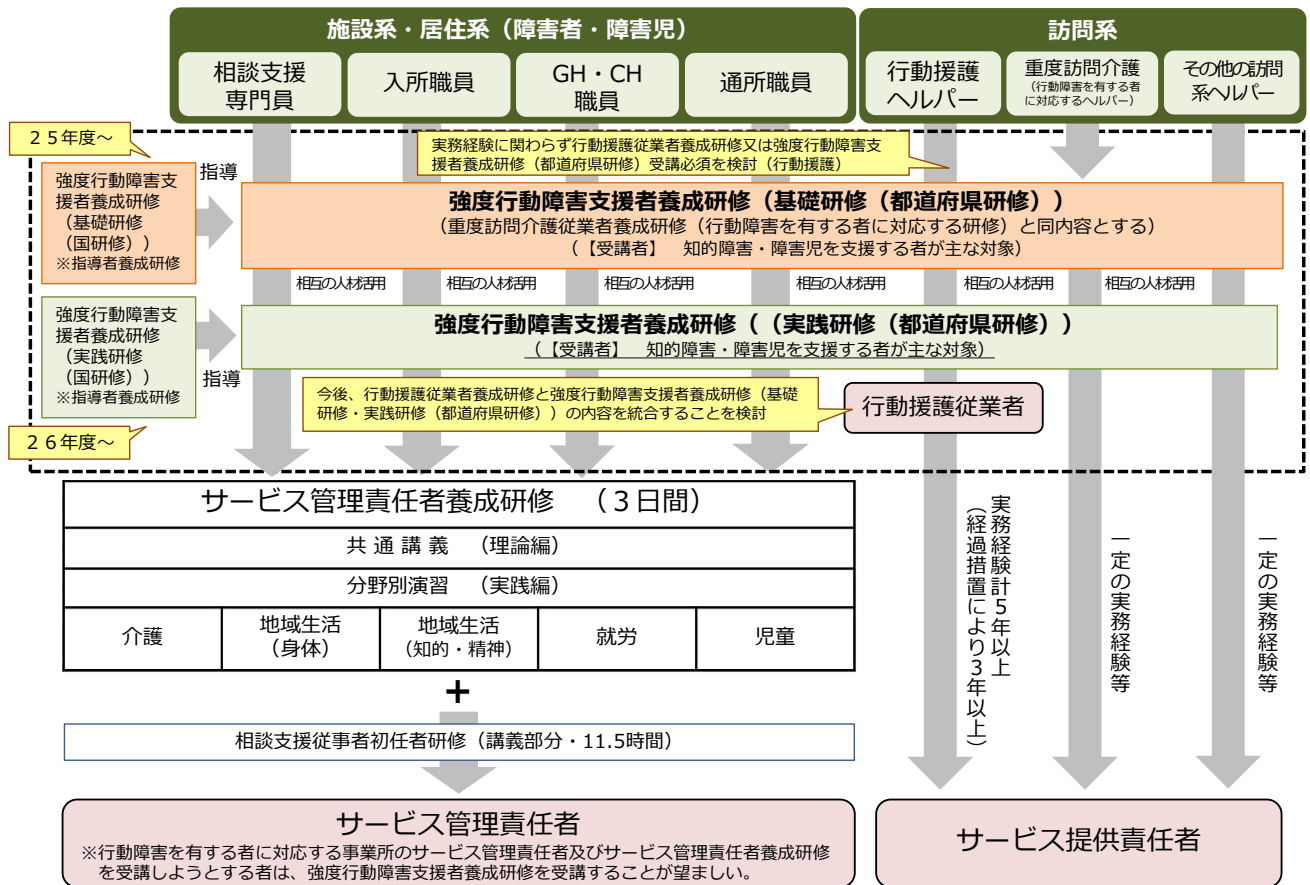 施設系・居住系（障害者・障害児）
訪問系
相談支援
専門員
入所職員
GH・CH
職員
通所職員
行動援護
ヘルパー
重度訪問介護
（行動障害を有する者
に対応するヘルパー）
その他の訪問
系ヘルパー
２５年度～
実務経験に関わらず行動援護従業者養成研修又は強度行動障害支
援者養成研修（都道府県研修）受講必須を検討（行動援護）
強度行動障害支
援者養成研修
（基礎研修
（国研修））
※指導者養成研修
指導
強度行動障害支援者養成研修（基礎研修（都道府県研修））
（重度訪問介護従業者養成研修（行動障害を有する者に対応する研修）と同内容とする）
（【受講者】　知的障害・障害児を支援する者が主な対象）
相互の人材活用
相互の人材活用
相互の人材活用
相互の人材活用
相互の人材活用
相互の人材活用
強度行動障害支
援者養成研修
（実践研修
（国研修））
※指導者養成研修
指導
強度行動障害支援者養成研修（（実践研修（都道府県研修））
（【受講者】　知的障害・障害児を支援する者が主な対象）
今後、行動援護従業者養成研修と強度行動障害支援者養成研修（基礎
研修・実践研修（都道府県研修））の内容を統合することを検討
行動援護従業者
２６年度～
サービス管理責任者養成研修　（３日間）
共 通 講 義　（理論編）
分野別演習　（実践編）
介護
地域生活
（身体）
地域生活
（知的・精神）
就労
児童
＋
相談支援従事者初任者研修（講義部分・11.5時間）
実務経験計５年以上
（経過措置により３年以上）
一定の実務経験等
一定の実務経験等
サービス管理責任者
※行動障害を有する者に対応する事業所のサービス管理責任者及びサービス管理責任者養成研修
を受講しようとする者は、強度行動障害支援者養成研修を受講することが望ましい。
サービス提供責任者